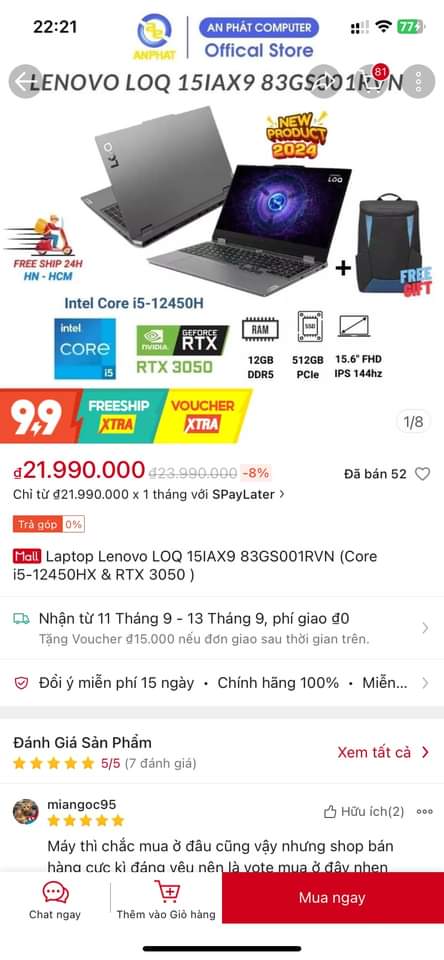 22:21
77
AN PHAT COMPUTER
Offical Store
ANPHAT
81
LENOVO LOQ 15IAX9 83GS001RVN
NEW
PRODUCT
2024
LOQ
LOQ
FREE SHIP 24H
HN - HCM
+
FREE
GIFT
Intel Core i5-12450H
intel
CORE
i5
NVIDIA
GEFORCE
RTX
RTX 3050
RAM
12GB
DDR5
SSD
512GB
PCIe
15.6" FHD
IPS 144hz
9.9
FREESHIP
XTRA
VOUCHER
XTRA
1/8
₫21.990.000 ₫23.990.000 -8%
Đã bán 52
Chỉ từ ₫21.990.000 x 1 tháng với SPayLater >
Trả góp 0%
Mall Laptop Lenovo LOQ 15IAX9 83GS001RVN (Core
i5-12450HX & RTX 3050 )
Nhận từ 11 Tháng 9 - 13 Tháng 9, phí giao ₫0
Tặng Voucher ₫15.000 nếu đơn giao sau thời gian trên.
Đổi ý miễn phí 15 ngày • Chính hãng 100% • Miễn...
Đánh Giá Sản Phẩm
5/5 (7 đánh giá)
Xem tất cả
miangoc95
Hữu ích(2)
Máy thì chắc mua ở đâu cũng vậy nhưng shop bán
hàng cực kì đáng yêu nên là vote mua ở đây nhen
Chat ngay
Thêm vào Giỏ hàng
Mua ngay